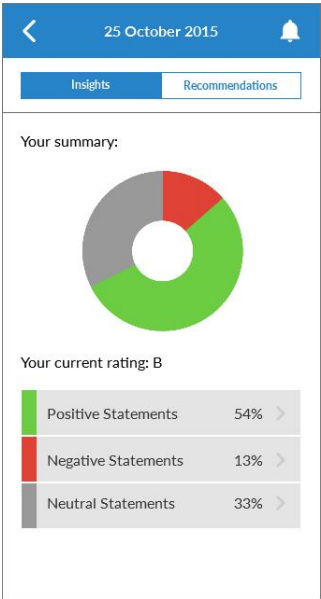 25 October 2015
Insights Recommendations
Your summary:
Your current rating: B
Positive Statements 54%
Negative Statements 13%
Neutral Statements 33%